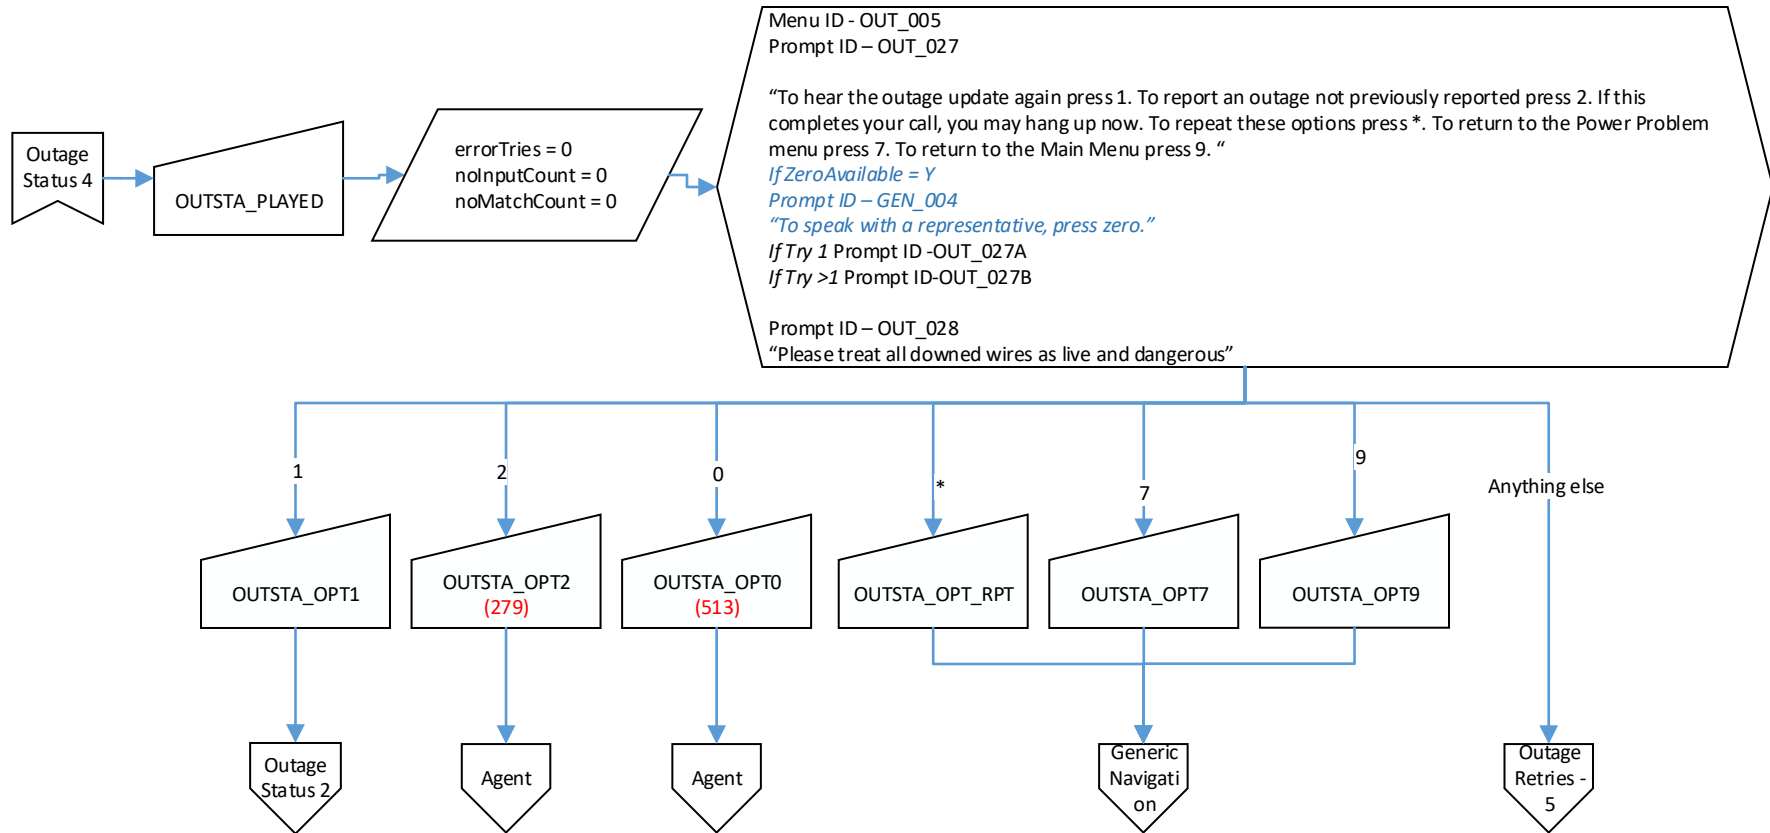 Menu ID - OUT_005
Prompt ID – OUT_027
“To hear the outage update again press 1. To report an outage not previously reported press 2. If this
completes your call, you may hang up now. To repeat these options press *. To return to the Power Problem
menu press 7. To return to the Main Menu press 9. “
If ZeroAvailable = Y
Prompt ID – GEN_004
“To speak with a representative, press zero.”
If Try 1 Prompt ID -OUT_027A
If Try >1 Prompt ID-OUT_027B
Prompt ID – OUT_028
“Please treat all downed wires as live and dangerous”
Outage
Status 4
OUTSTA_PLAYED
errorTries = 0
noInputCount = 0
noMatchCount = 0
1
2
0
*
7
9
Anything else
OUTSTA_OPT1
OUTSTA_OPT2
(279)
OUTSTA_OPT0
(513)
OUTSTA_OPT_RPT
OUTSTA_OPT7
OUTSTA_OPT9
Outage
Status 2
Agent
Agent
Generic
Navigati
on
Outage
Retries -
5